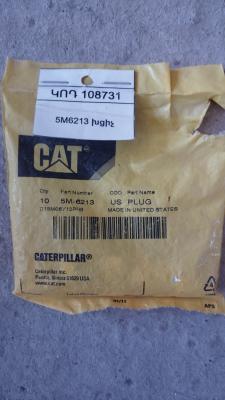 ԿՈԴ 108731
5M6213 խցիչ
CAT
Qty Part Number COO Part Name
10 5M-6213 US PLUG
MADE IN UNITED STATES
CATERPILLAR®
Caterpillar Inc.
Peoria, Illinois 61629 USA
www.cat.com